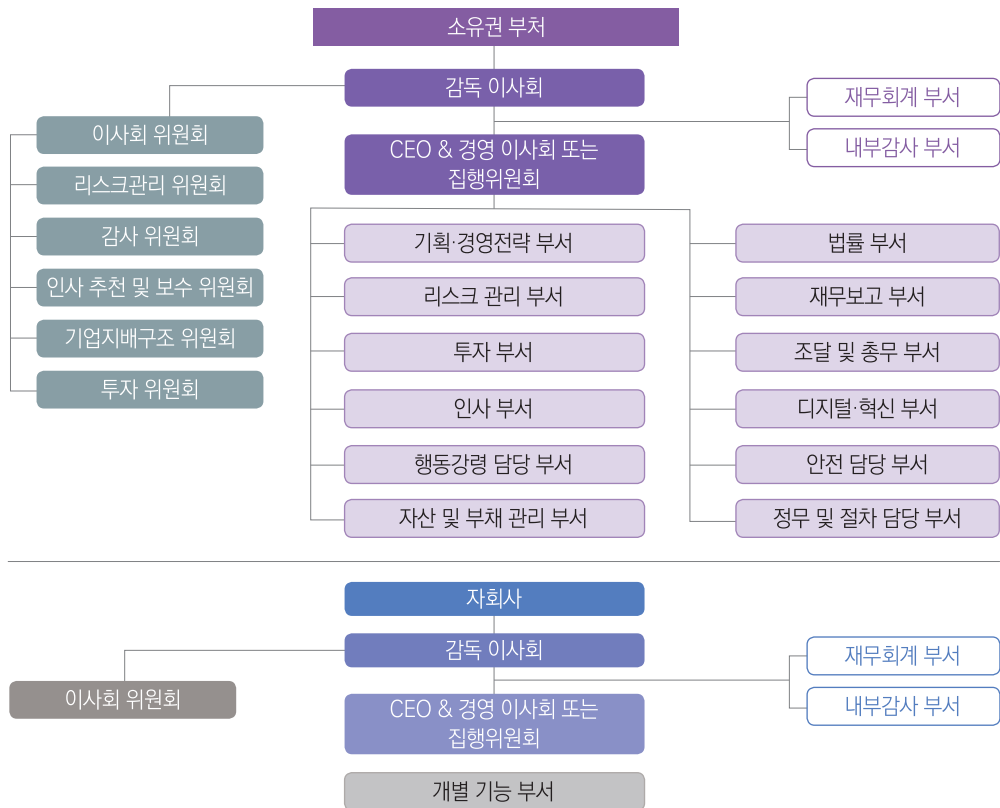 소유권 부처
감독 이사회
재무회계 부서
내부감사 부서
이사회 위원회
리스크관리 위원회
감사 위원회
인사 추천 및 보수 위원회
기업지배구조 위원회
투자 위원회
CEO & 경영 이사회 또는
집행위원회
기획·경영전략 부서
리스크 관리 부서
투자 부서
인사 부서
행동강령 담당 부서
자산 및 부채 관리 부서
법률 부서
재무보고 부서
조달 및 총무 부서
디지털·혁신 부서
안전 담당 부서
정무 및 절차 담당 부서
자회사
감독 이사회
재무회계 부서
내부감사 부서
이사회 위원회
CEO & 경영 이사회 또는
집행위원회
개별 기능 부서